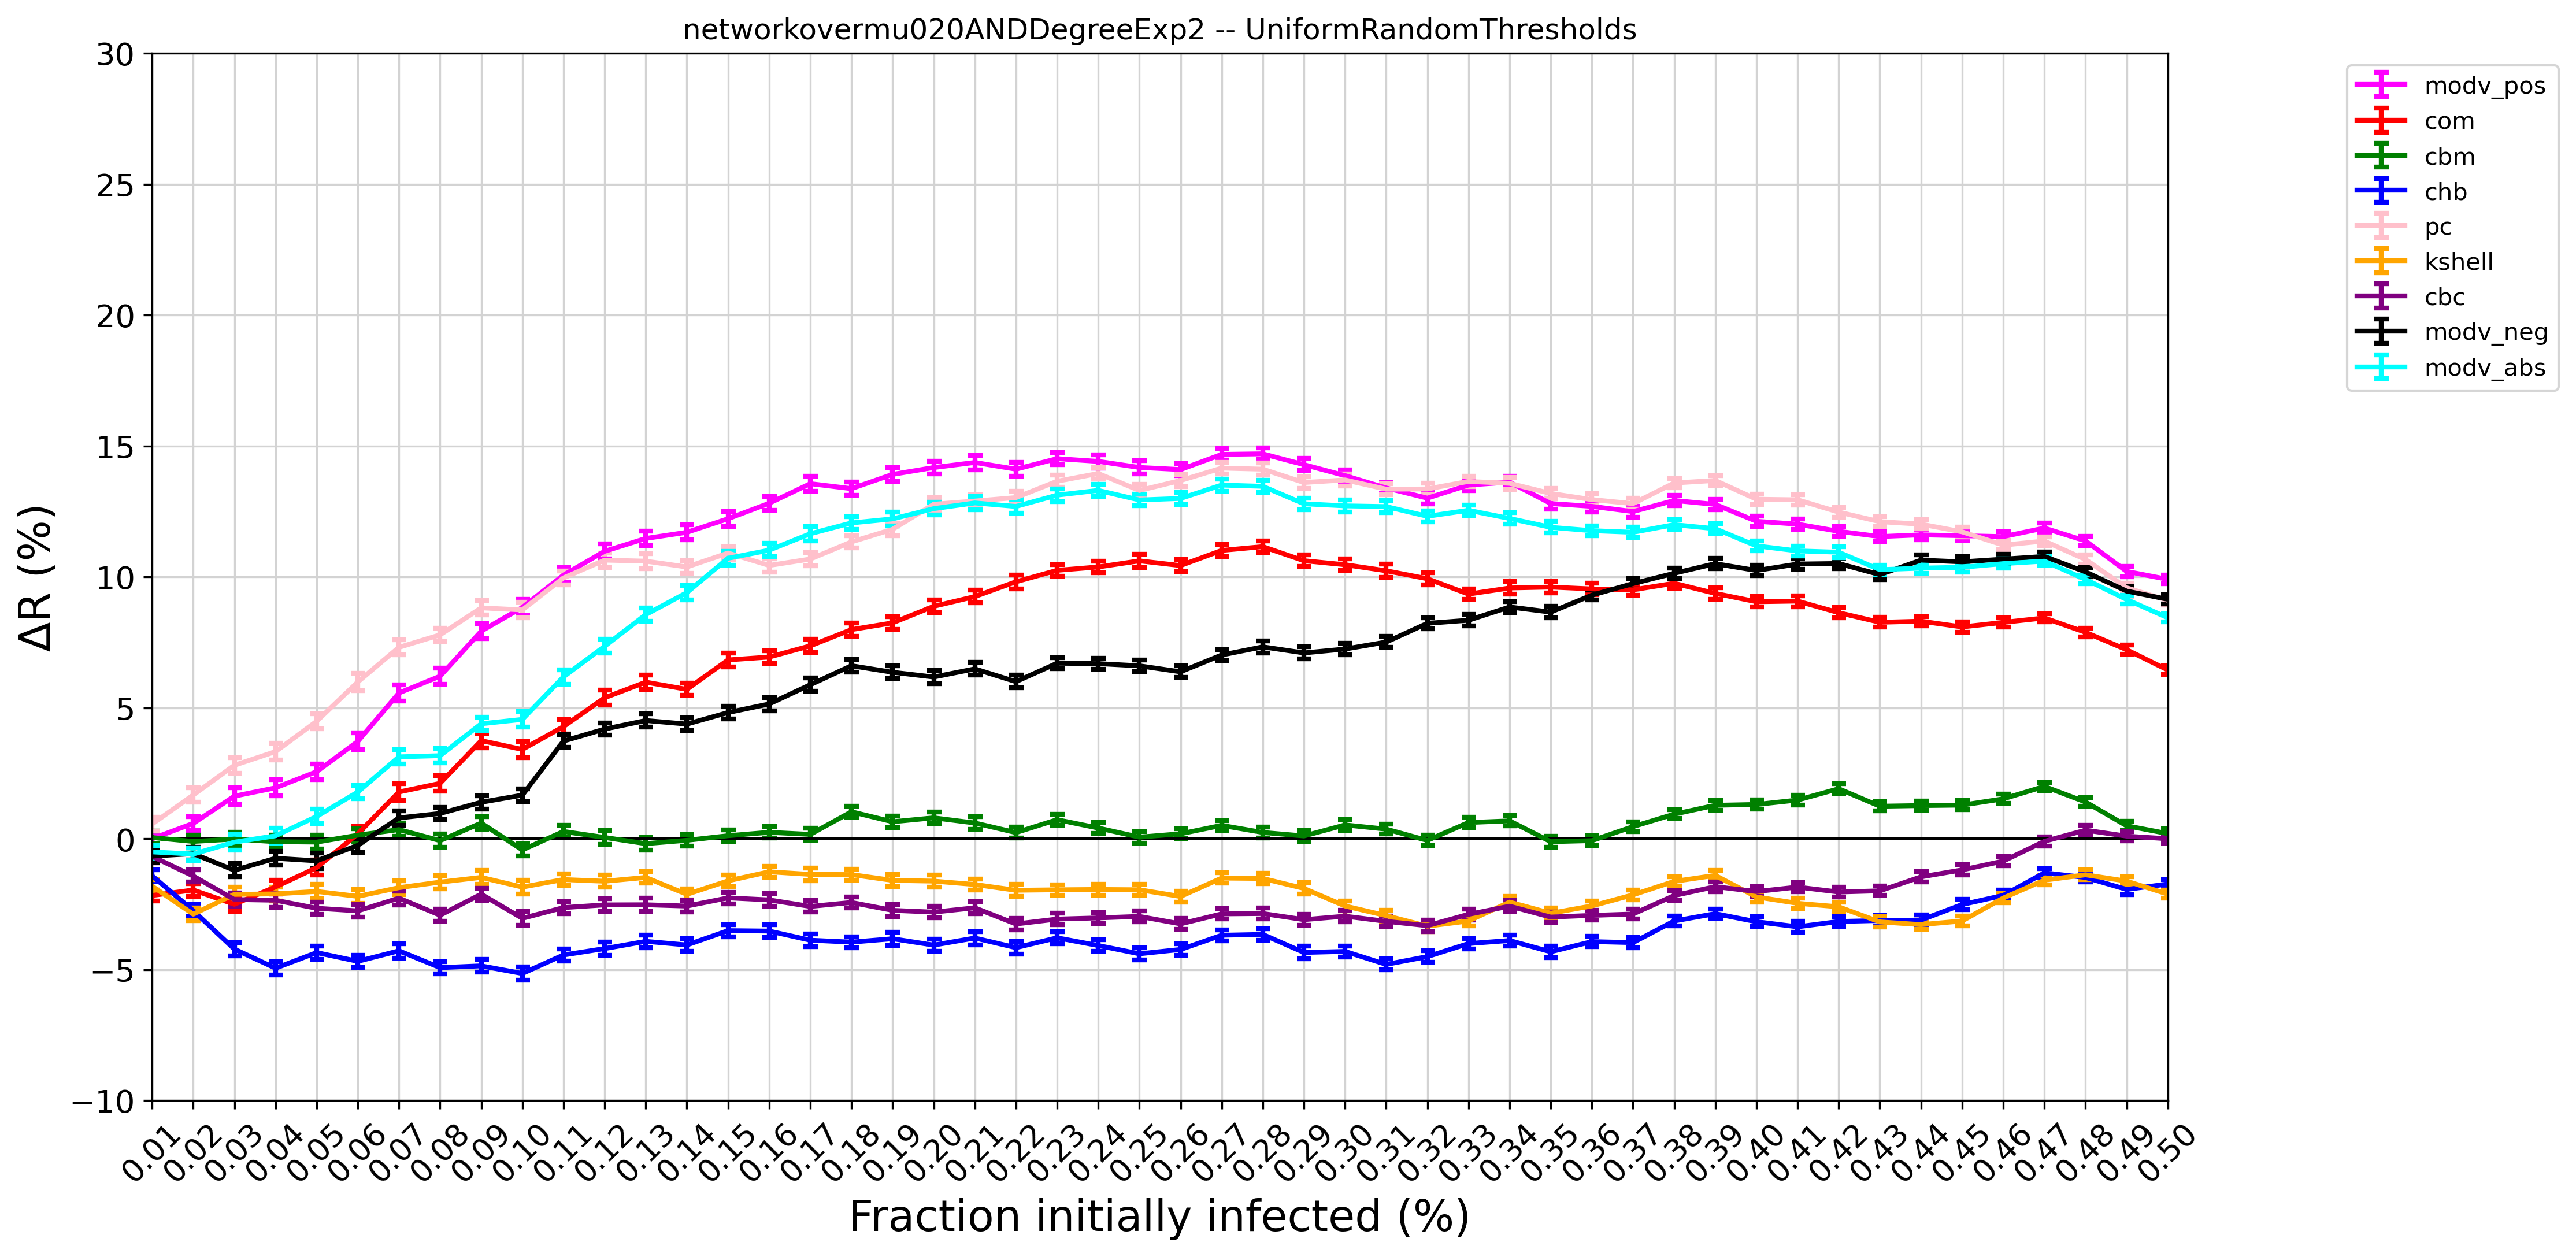 networkovermu020ANDDegreeExp2 -- UniformRandomThresholds
30
25
20
15
10
5
0
−5
−10
ΔR (%)
0.01 0.02 0.03 0.04 0.05 0.06 0.07 0.08 0.09 0.10 0.11 0.12 0.13 0.14 0.15 0.16 0.17 0.18 0.19 0.20 0.21 0.22 0.23 0.24 0.25 0.26 0.27 0.28 0.29 0.30 0.31 0.32 0.33 0.34 0.35 0.36 0.37 0.38 0.39 0.40 0.41 0.42 0.43 0.44 0.45 0.46 0.47 0.48 0.49 0.50
Fraction initially infected (%)
modv_pos
com
cbm
chb
pc
kshell
cbc
modv_neg
modv_abs